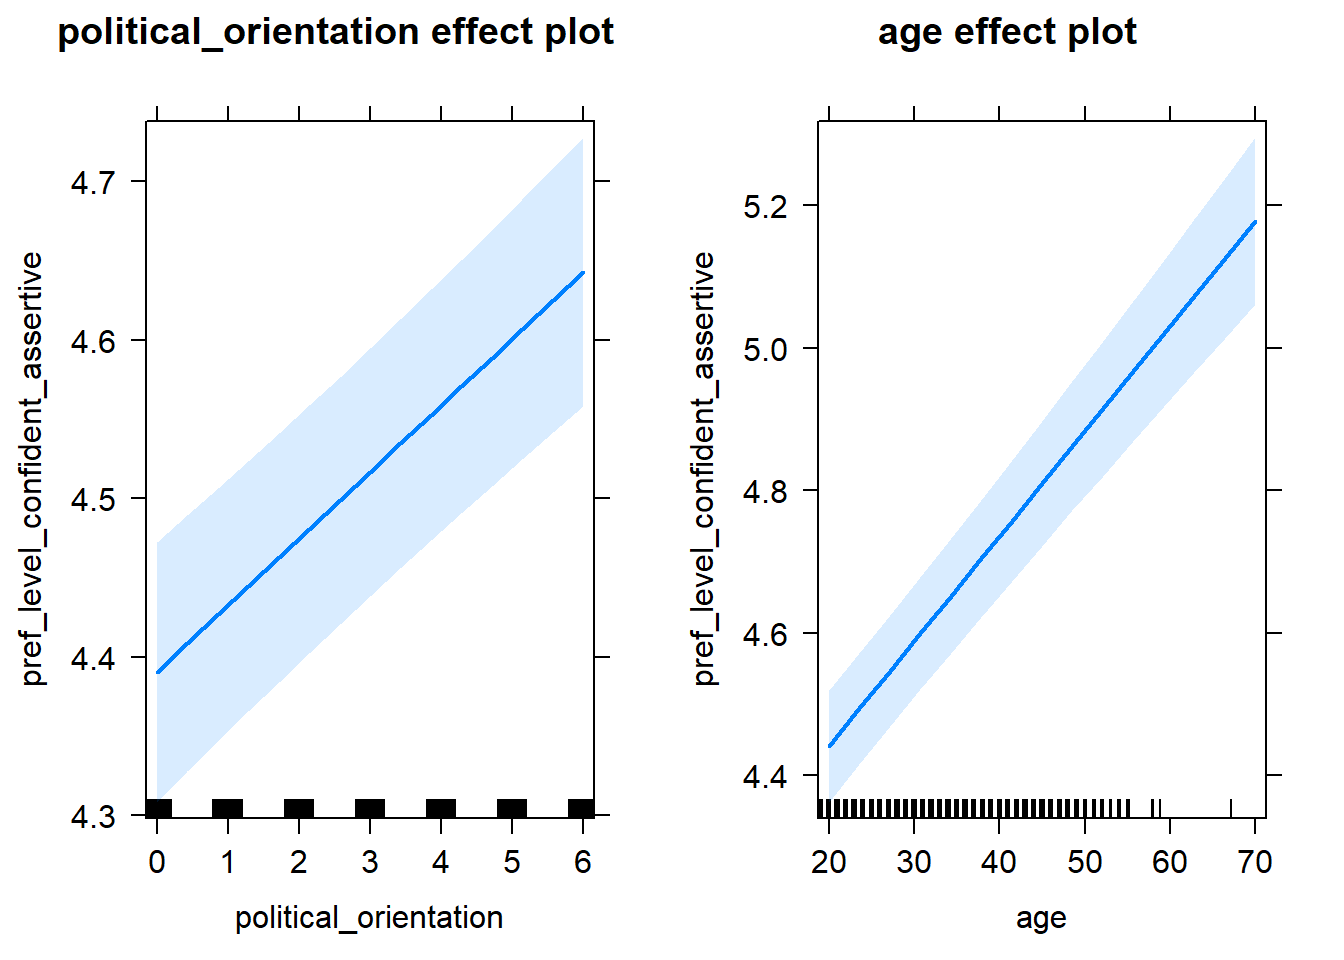 political_orientation effect plot
pref_level_confident_assertive
4.7
4.6
4.5
4.4
4.3
0 1 2 3 4 5 6
political_orientation
age effect plot
pref_level_confident_assertive
5.2
5.0
4.8
4.6
4.4
20 30 40 50 60 70
age